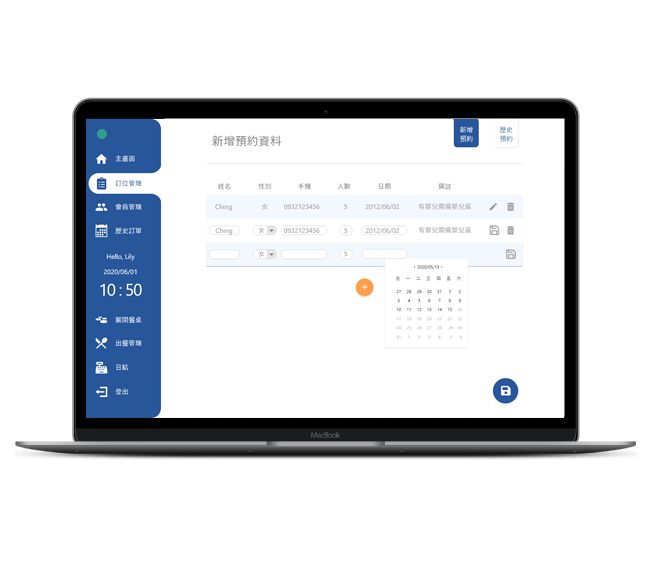 主畫面
訂位管理
會員管理
歷史訂單
Hello, Lily
2020/06/01
10 : 50
關閉餐桌
出餐管理
日結
登出
新增預約資料
新增
預約
歷史
預約
姓名 性別 手機 人數 日期 備註
Ching 女 0932123456 5 2012/06/02 有嬰兒需備嬰兒座
Ching 女 0932123456 5 2012/06/02 有嬰兒需備嬰兒座
女 5
2020/05/13
日 一 二 三 四 五 六
27 28 29 30 31 1 2
3 4 5 6 7 8 9
10 11 12 13 14 15 16
17 18 19 20 21 22 23
24 25 26 27 28 29 30
31 1 2 3 4 5 6
MacBook